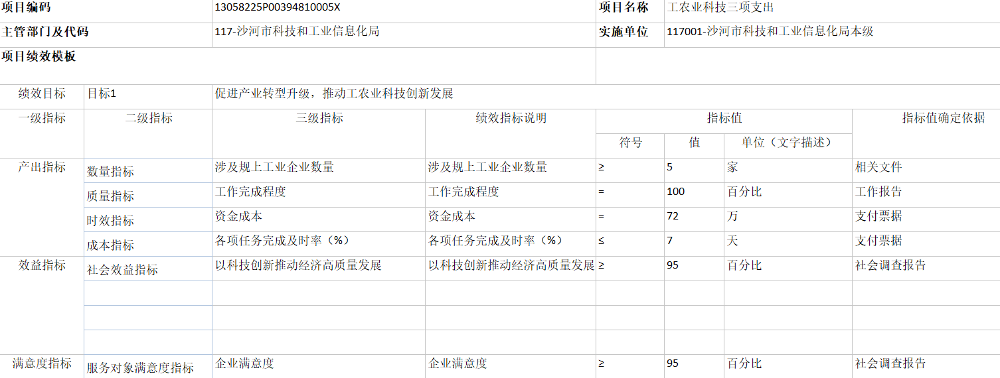 项目编码 13058225P00394810005X 项目名称 工农业科技三项支出
主管部门及代码 117-沙河市科技和工业信息化局 实施单位 117001-沙河市科技和工业信息化局本级
项目绩效模板
绩效目标 目标1 促进产业转型升级，推动工农业科技创新发展
一级指标 二级指标 三级指标 绩效指标说明 指标值 指标值确定依据
符号 值 单位（文字描述）
产出指标 数量指标 涉及规上工业企业数量 涉及规上工业企业数量 ≥ 5 家 相关文件
质量指标 工作完成程度 工作完成程度 = 100 百分比 工作报告
时效指标 资金成本 资金成本 = 72 万 支付票据
成本指标 各项任务完成及时率（%） 各项任务完成及时率（%） ≤ 7 天 支付票据
效益指标 社会效益指标 以科技创新推动经济高质量发展 以科技创新推动经济高质量发展 ≥ 95 百分比 社会调查报告
满意度指标 服务对象满意度指标 企业满意度 企业满意度 ≥ 95 百分比 社会调查报告